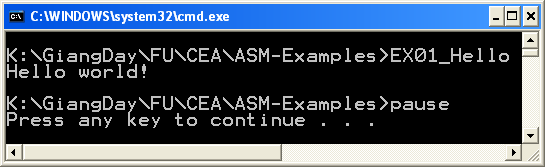 C:\WINDOWS\system32\cmd.exe
K:\GiangDay\FU\CEA\ASM-Examples>EX01_Hello
Hello world!
K:\GiangDay\FU\CEA\ASM-Examples>pause
Press any key to continue . . .